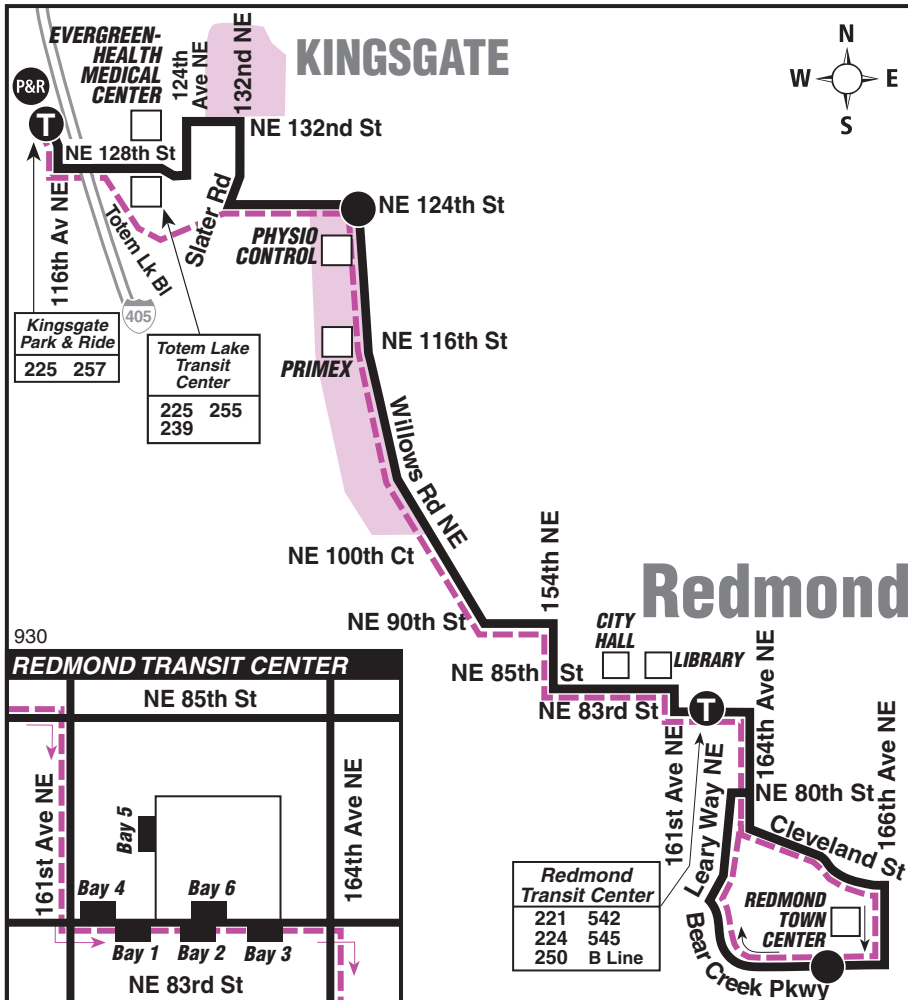 EVERGREEN-
HEALTH
MEDICAL
CENTER
124th
Ave NE
132nd NE
KINGSGATE
N
W
E
S
P&R
T
NE 128th St
NE 132nd St
116th Av NE
Totem Lk Bl
Slater Rd
NE 124th St
PHYSIO
CONTROL
405
Kingsgate
Park & Ride
225 257
Totem Lake
Transit
Center
225 255
239
NE 116th St
PRIMEX
Willows Rd NE
NE 100th Ct
154th NE
Redmond
NE 90th St
CITY
HALL
LIBRARY
NE 85th St
NE 83rd St
T
161st Ave NE
Leary Way NE
164th Ave NE
166th Ave NE
NE 80th St
Cleveland St
REDMOND
TOWN
CENTER
Bear Creek Pkwy
Redmond
Transit Center
221 542
224 545
250 B Line
930
REDMOND TRANSIT CENTER
NE 85th St
161st Ave NE
164th Ave NE
Bay 5
Bay 4
Bay 6
Bay 1
Bay 2
Bay 3
NE 83rd St